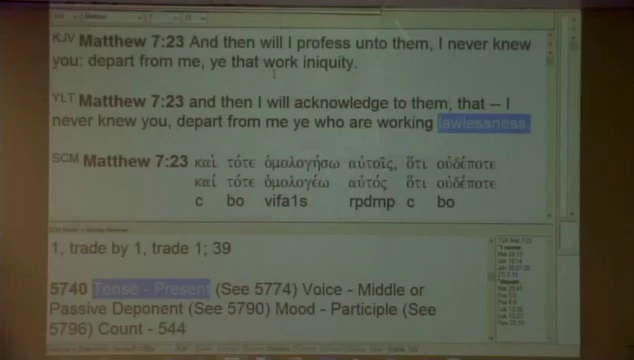 KJV Matthew 7:23 And then will I profess unto them, I never knew
you: depart from me, ye that work iniquity.
YLT Matthew 7:23 and then I will acknowledge to them, that — I
never knew you, depart from me ye who are working lawlessness.
SCM Matthew 7:23 καὶ τότε ὁμολογήσω αὐτοῖς, ὅτι οὐδέποτε
καί τότε ὁμολογέω αὐτός ὅτι οὐδέποτε
c bo vifa1s rpdmp c bo
1, trade by 1, trade 1; 39
5740 Tense - Present (See 5774) Voice - Middle or
Passive Deponent (See 5790) Mood - Participle (See
5796) Count - 544